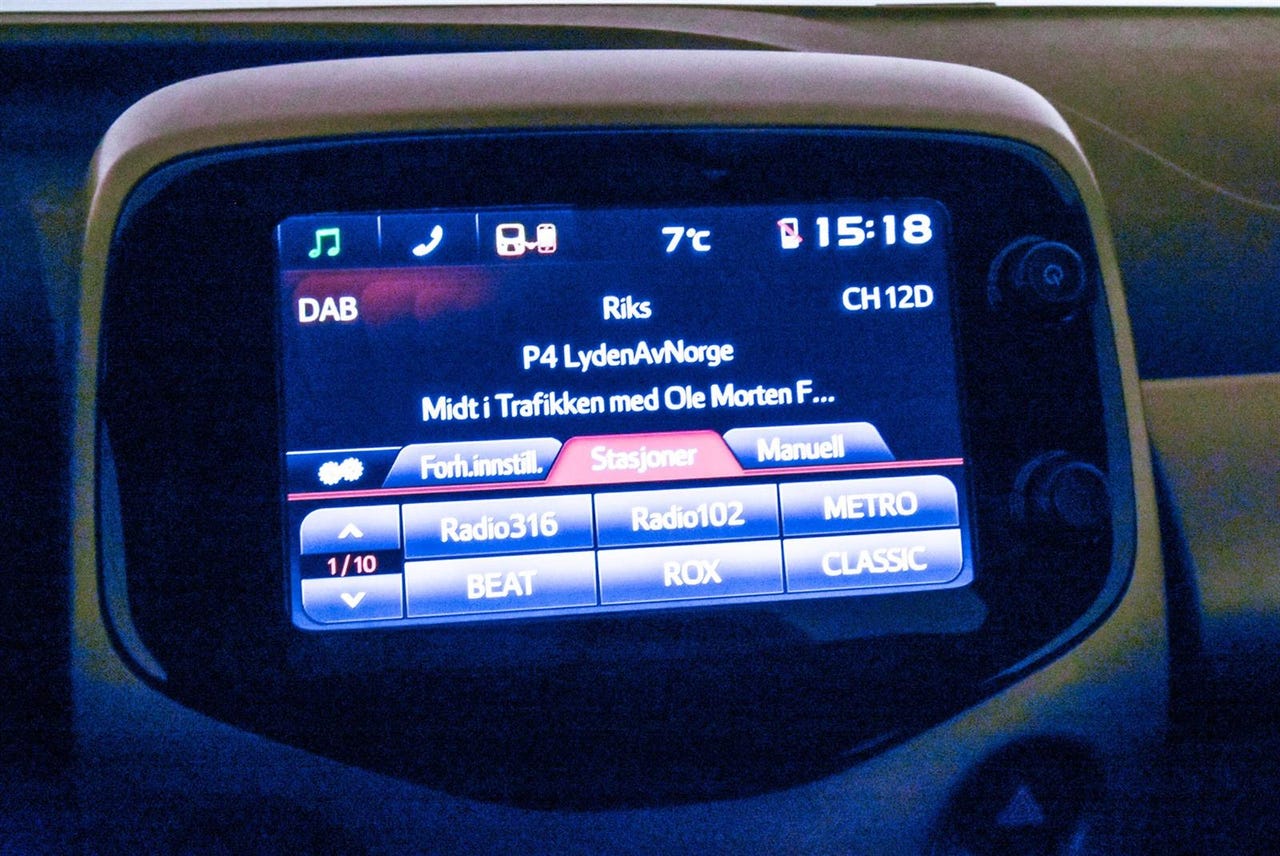 7°C 15:18
DAB Riks CH 12D
P4 LydenAvNorge
Midt i Trafikken med Ole Morten F...
Forh.innstill. Stasjoner Manuell
Radio316 Radio102 METRO
1/10
BEAT ROX CLASSIC